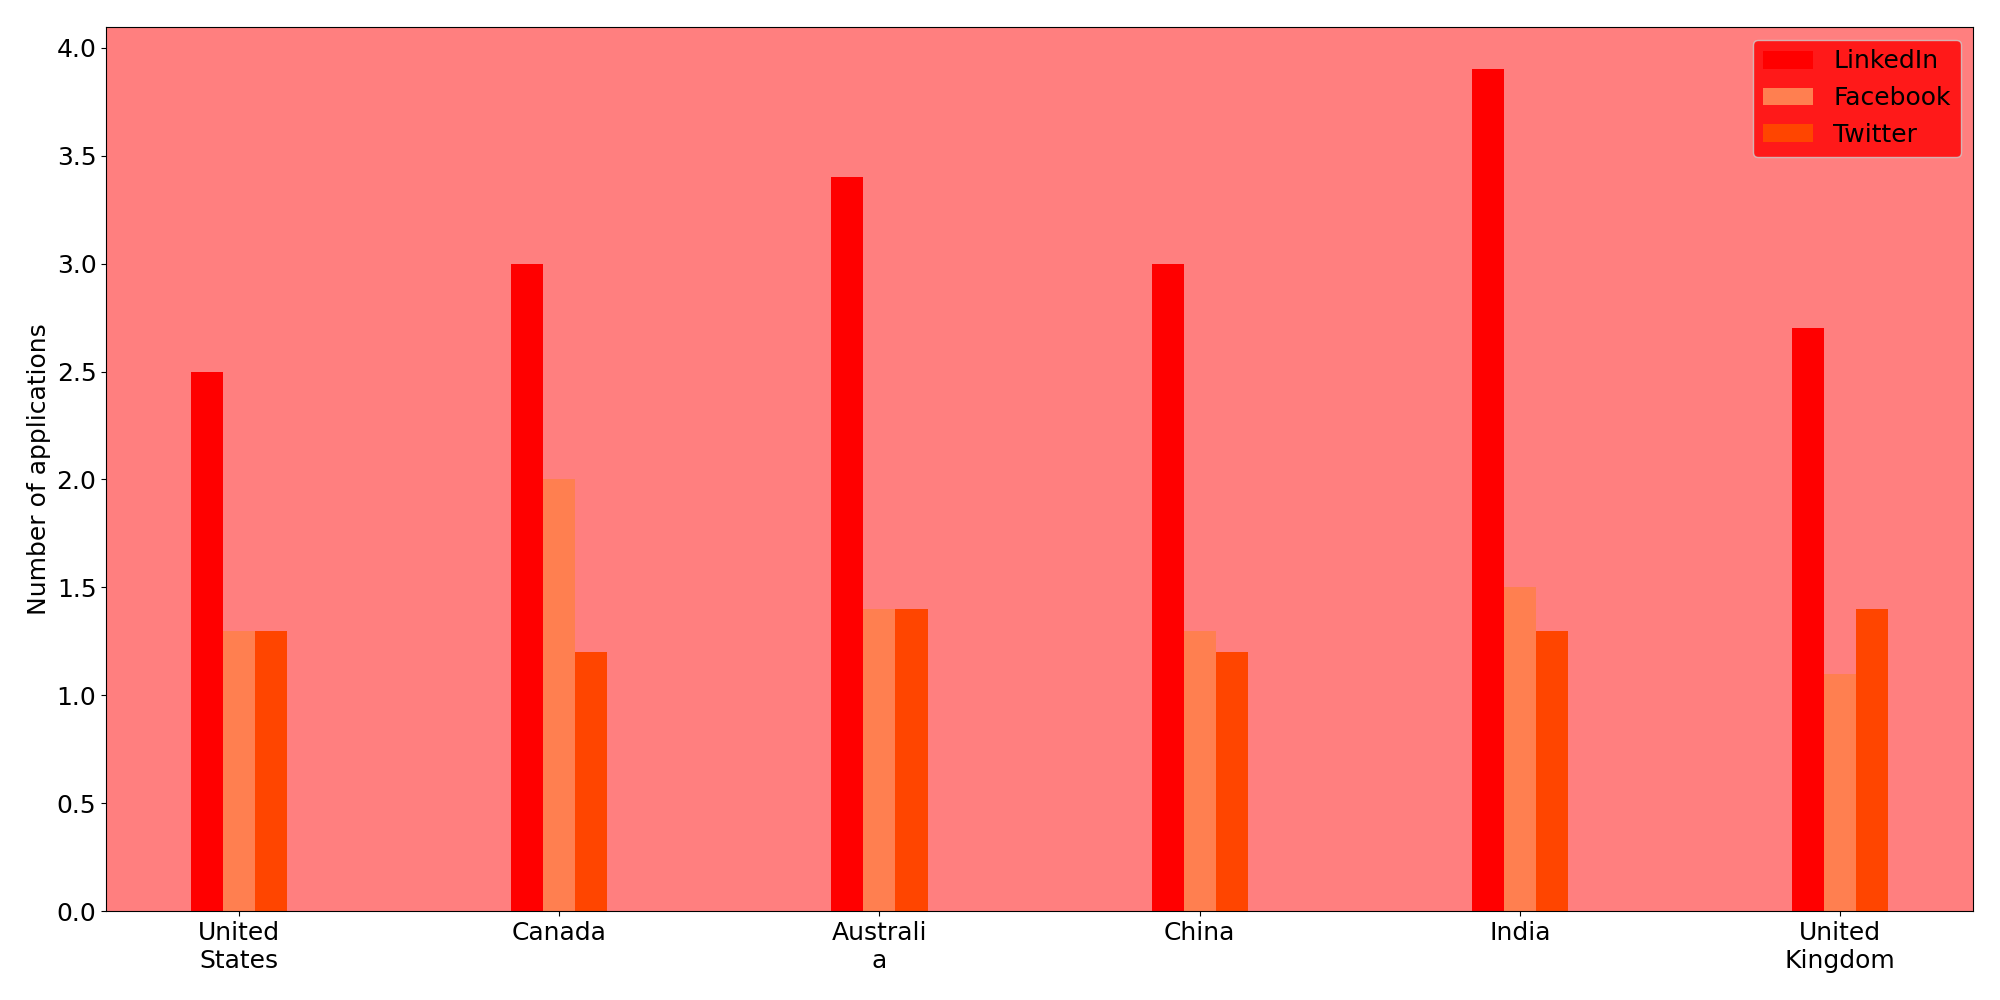 4.0
3.5
3.0
2.5
2.0
1.5
1.0
0.5
0.0
Number of applications
LinkedIn
Facebook
Twitter
United
States
Canada
Australi
a
China
India
United
Kingdom